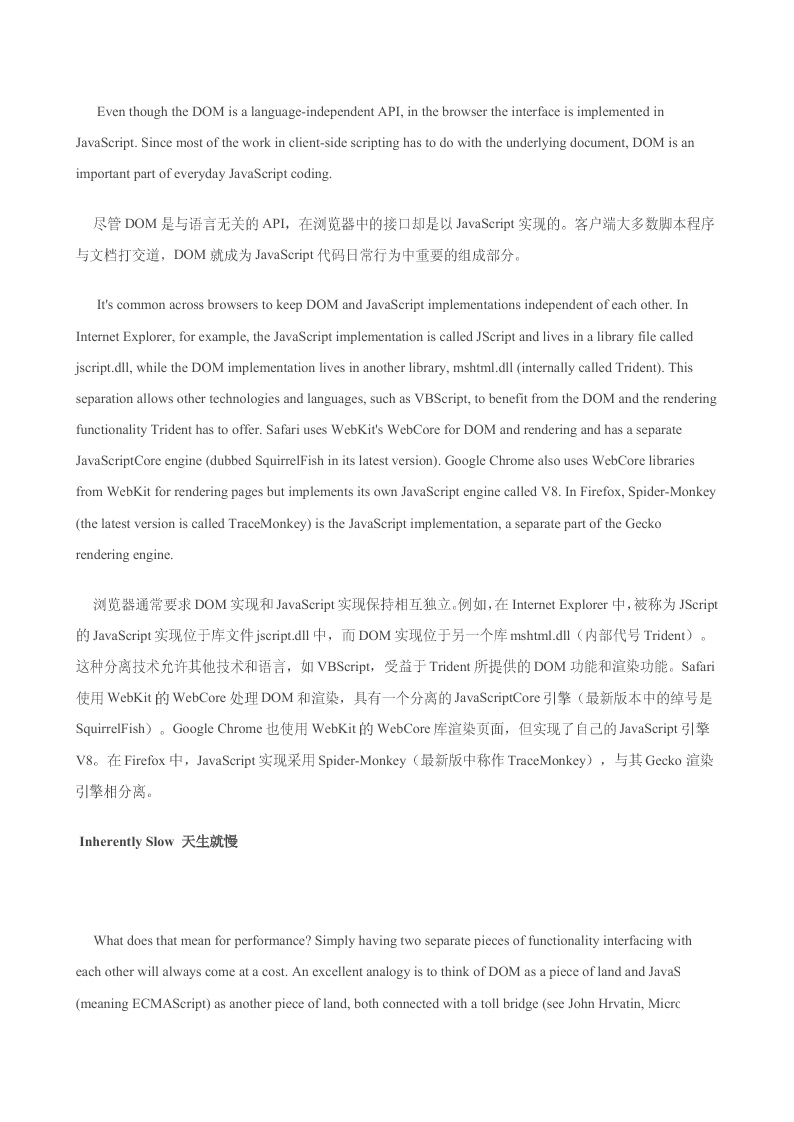 Even though the DOM is a language-independent API, in the browser the interface is implemented in
JavaScript. Since most of the work in client-side scripting has to do with the underlying document, DOM is an
important part of everyday JavaScript coding.
尽管 DOM 是与语言无关的 API，在浏览器中的接口却是以 JavaScript 实现的。客户端大多数脚本程序
与文档打交道，DOM 就成为 JavaScript 代码日常行为中重要的组成部分。
It's common across browsers to keep DOM and JavaScript implementations independent of each other. In
Internet Explorer, for example, the JavaScript implementation is called JScript and lives in a library file called
jscript.dll, while the DOM implementation lives in another library, mshtml.dll (internally called Trident). This
separation allows other technologies and languages, such as VBScript, to benefit from the DOM and the rendering
functionality Trident has to offer. Safari uses WebKit's WebCore for DOM and rendering and has a separate
JavaScriptCore engine (dubbed SquirrelFish in its latest version). Google Chrome also uses WebCore libraries
from WebKit for rendering pages but implements its own JavaScript engine called V8. In Firefox, Spider-Monkey
(the latest version is called TraceMonkey) is the JavaScript implementation, a separate part of the Gecko
rendering engine.
浏览器通常要求 DOM 实现和 JavaScript 实现保持相互独立。例如，在 Internet Explorer 中，被称为 JScript
的 JavaScript 实现位于库文件 jscript.dll 中，而 DOM 实现位于另一个库 mshtml.dll（内部代号 Trident）。
这种分离技术允许其他技术和语言，如 VBScript，受益于 Trident 所提供的 DOM 功能和渲染功能。Safari
使用 WebKit 的 WebCore 处理 DOM 和渲染，具有一个分离的 JavaScriptCore 引擎（最新版本中的绰号是
SquirrelFish）。Google Chrome 也使用 WebKit 的 WebCore 库渲染页面，但实现了自己的 JavaScript 引擎
V8。在 Firefox 中，JavaScript 实现采用 Spider-Monkey（最新版中称作 TraceMonkey），与其 Gecko 渲染
引擎相分离。
Inherently Slow 天生就慢
What does that mean for performance? Simply having two separate pieces of functionality interfacing with
each other will always come at a cost. An excellent analogy is to think of DOM as a piece of land and JavaS
(meaning ECMAScript) as another piece of land, both connected with a toll bridge (see John Hrvatin, Micro